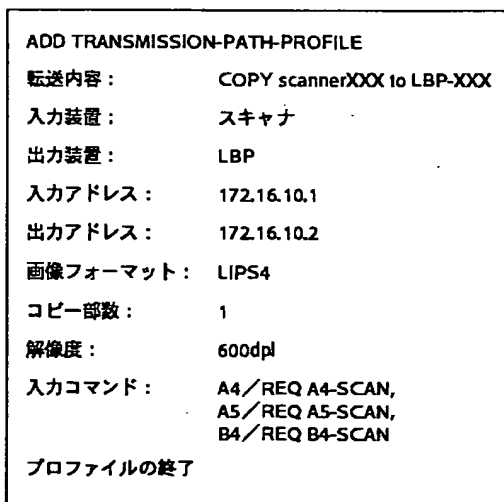 ADD TRANSMISSION-PATH-PROFILE
転送内容： COPY scannerXXX to LBP-XXX
入力装置： スキャナ
出力装置： LBP
入力アドレス： 172.16.10.1
出力アドレス： 172.16.10.2
画像フォーマット： LIPS4
コピー部数： 1
解像度： 600dpi
入力コマンド： A4／REQ A4-SCAN,
A5／REQ A5-SCAN,
B4／REQ B4-SCAN
プロファイルの終了